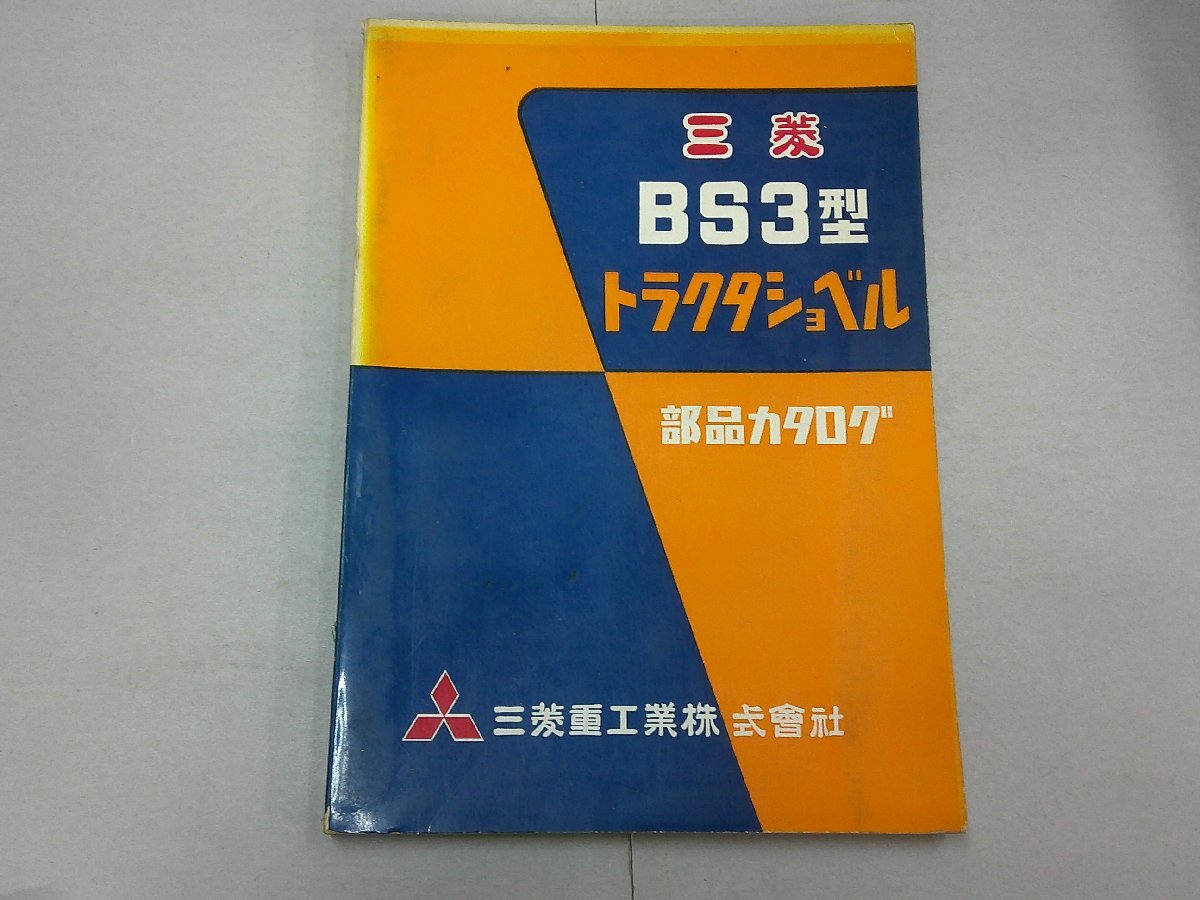 三菱
BS3型
トラクタショベル
部品カタログ
三菱重工業株式會社